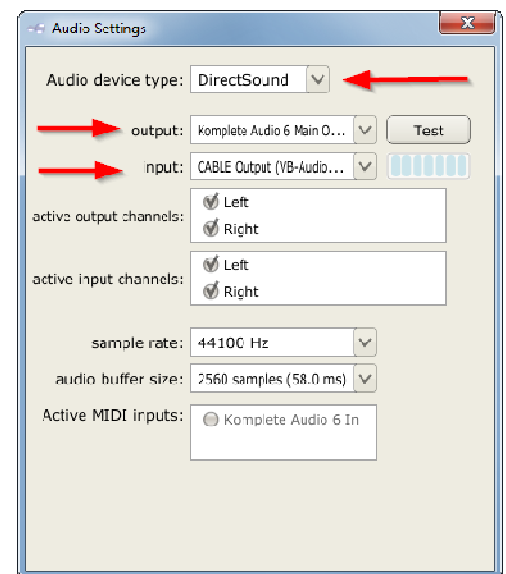 Audio Settings
Audio device type: DirectSound
output: Komplete Audio 6 Main O... Test
input: CABLE Output (VB-Audio...
active output channels: Left
Right
active input channels: Left
Right
sample rate: 44100 Hz
audio buffer size: 2560 samples (58.0 ms)
Active MIDI inputs: Komplete Audio 6 In